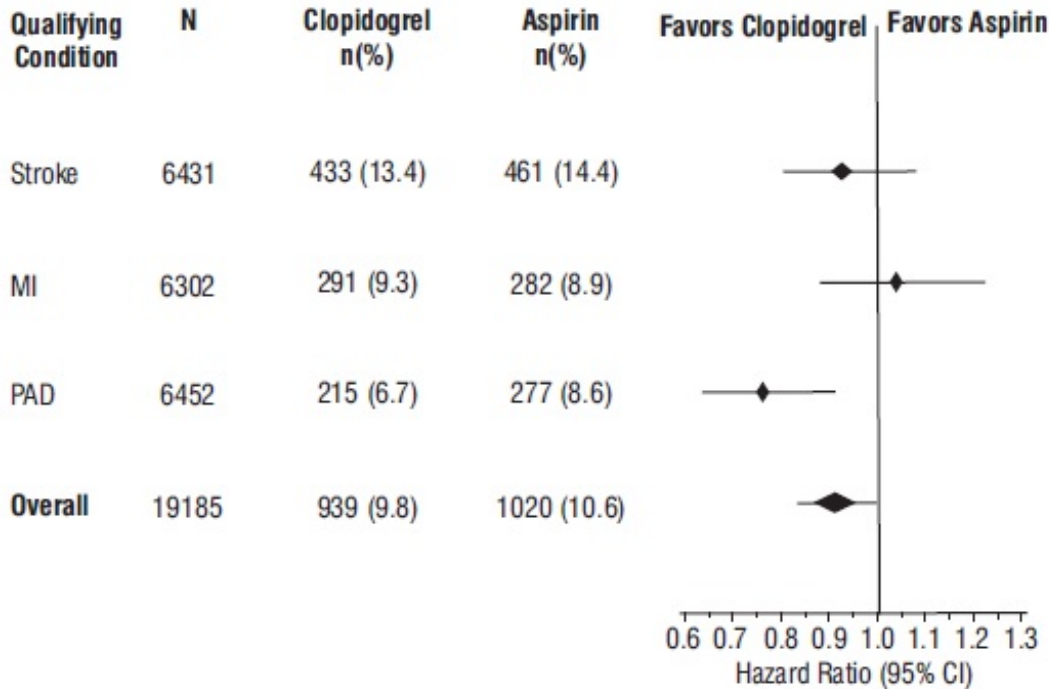 Qualifying Condition N Clopidogrel n(%) Aspirin n(%) Favors Clopidogrel Favors Aspirin
Stroke 6431 433 (13.4) 461 (14.4)
MI 6302 291 (9.3) 282 (8.9)
PAD 6452 215 (6.7) 277 (8.6)
Overall 19185 939 (9.8) 1020 (10.6)
0.6 0.7 0.8 0.9 1.0 1.1 1.2 1.3
Hazard Ratio (95% CI)